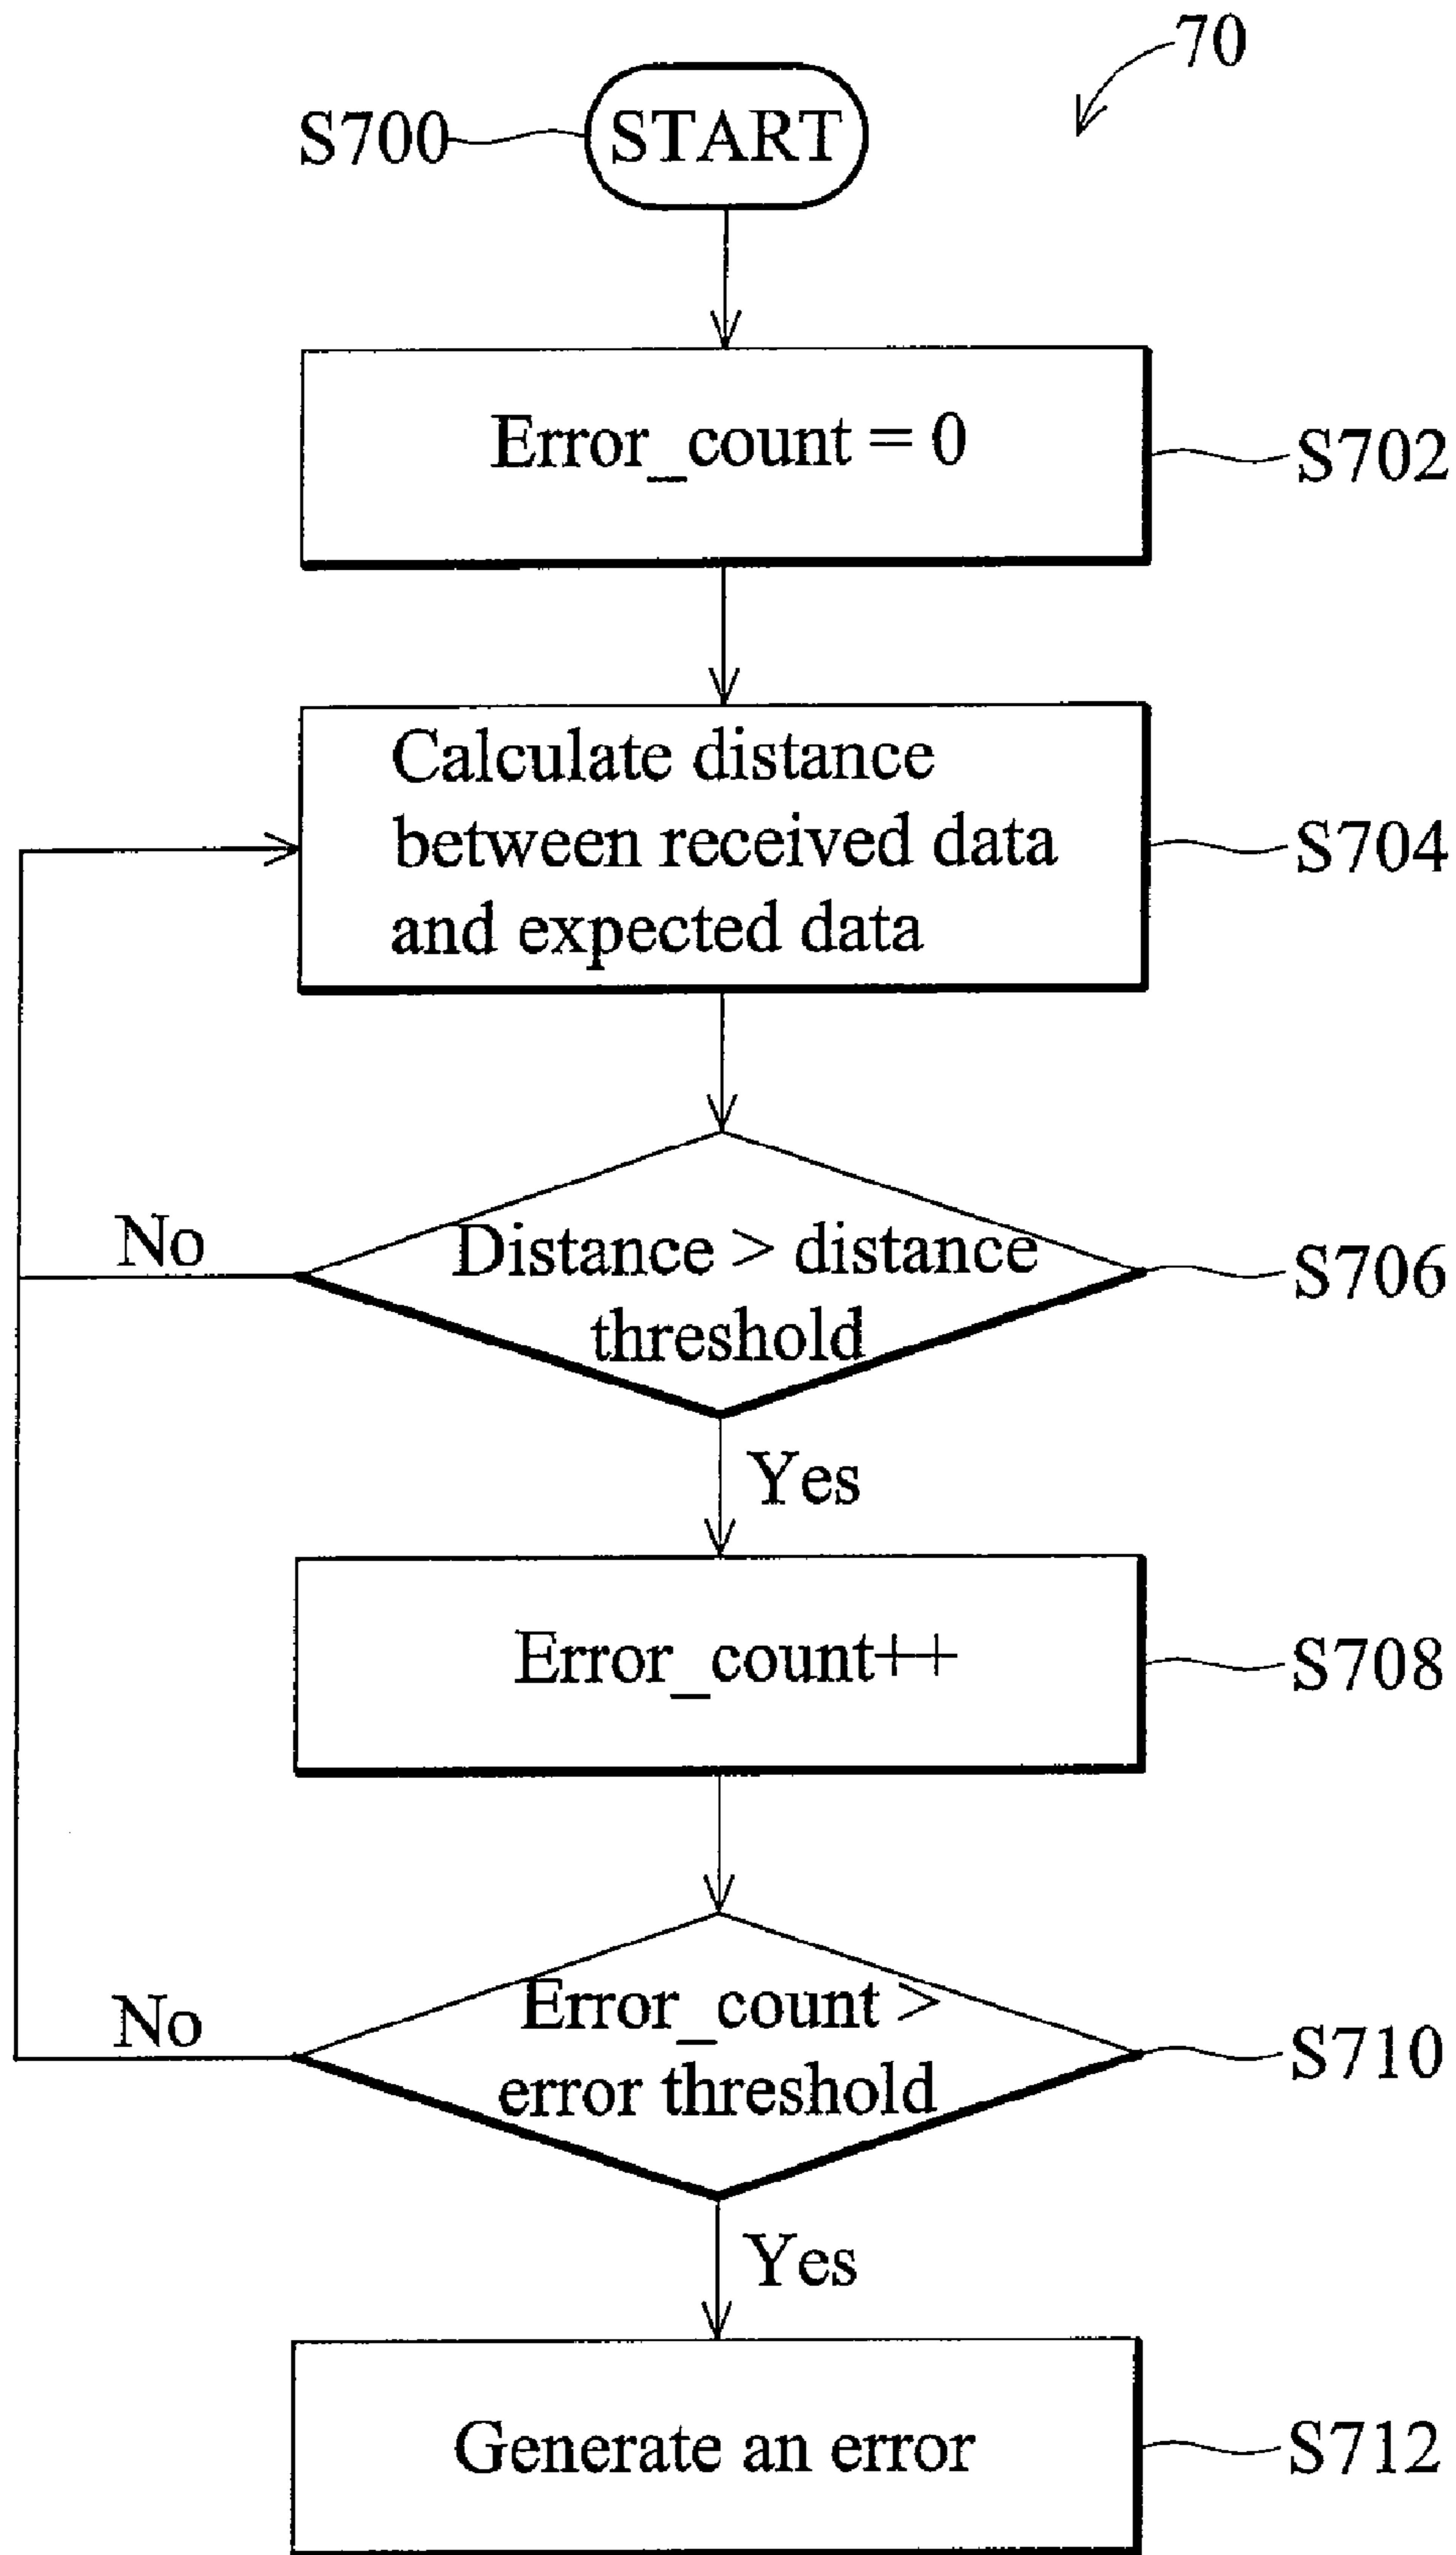 70
S700
START
Error_count = 0
S702
Calculate distance
between received data
and expected data
S704
No
Distance > distance
threshold
S706
Yes
Error_count++
S708
No
Error_count >
error threshold
S710
Yes
Generate an error
S712